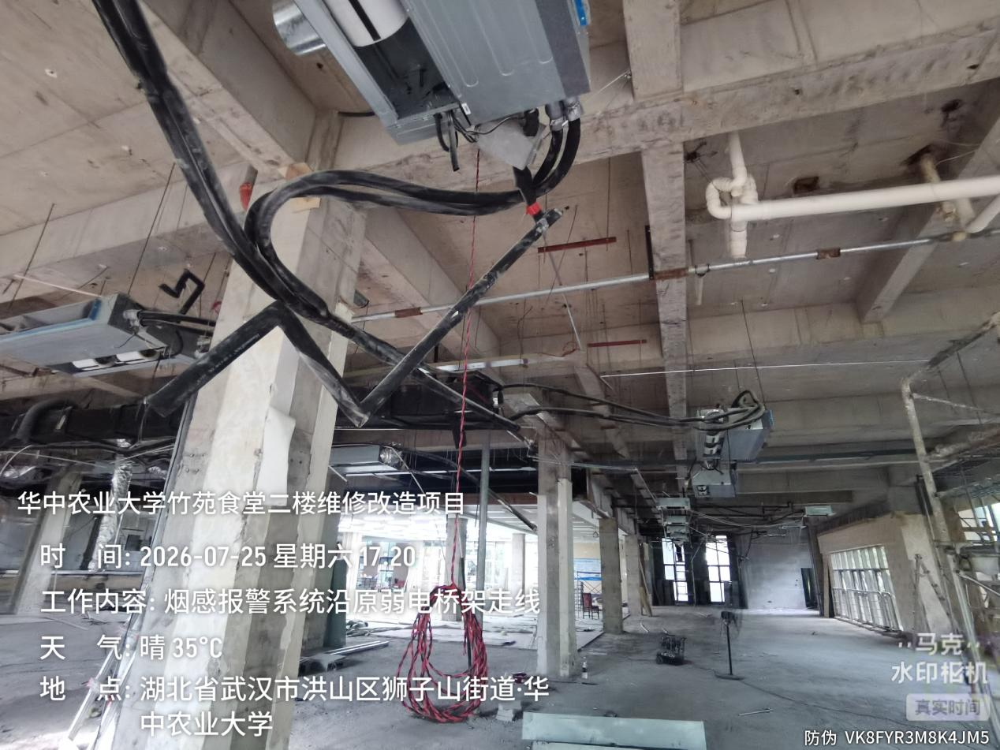 华中农业大学竹苑食堂二楼维修改造项目
时 间: 2026-07-25 星期六 17:20
工作内容: 烟感报警系统沿原弱电桥架走线
天 气: 晴 35°C
地 点: 湖北省武汉市洪山区狮子山街道·华
中农业大学
马克
水印相机
真实时间
防伪 VK8FYR3M8K4JM5